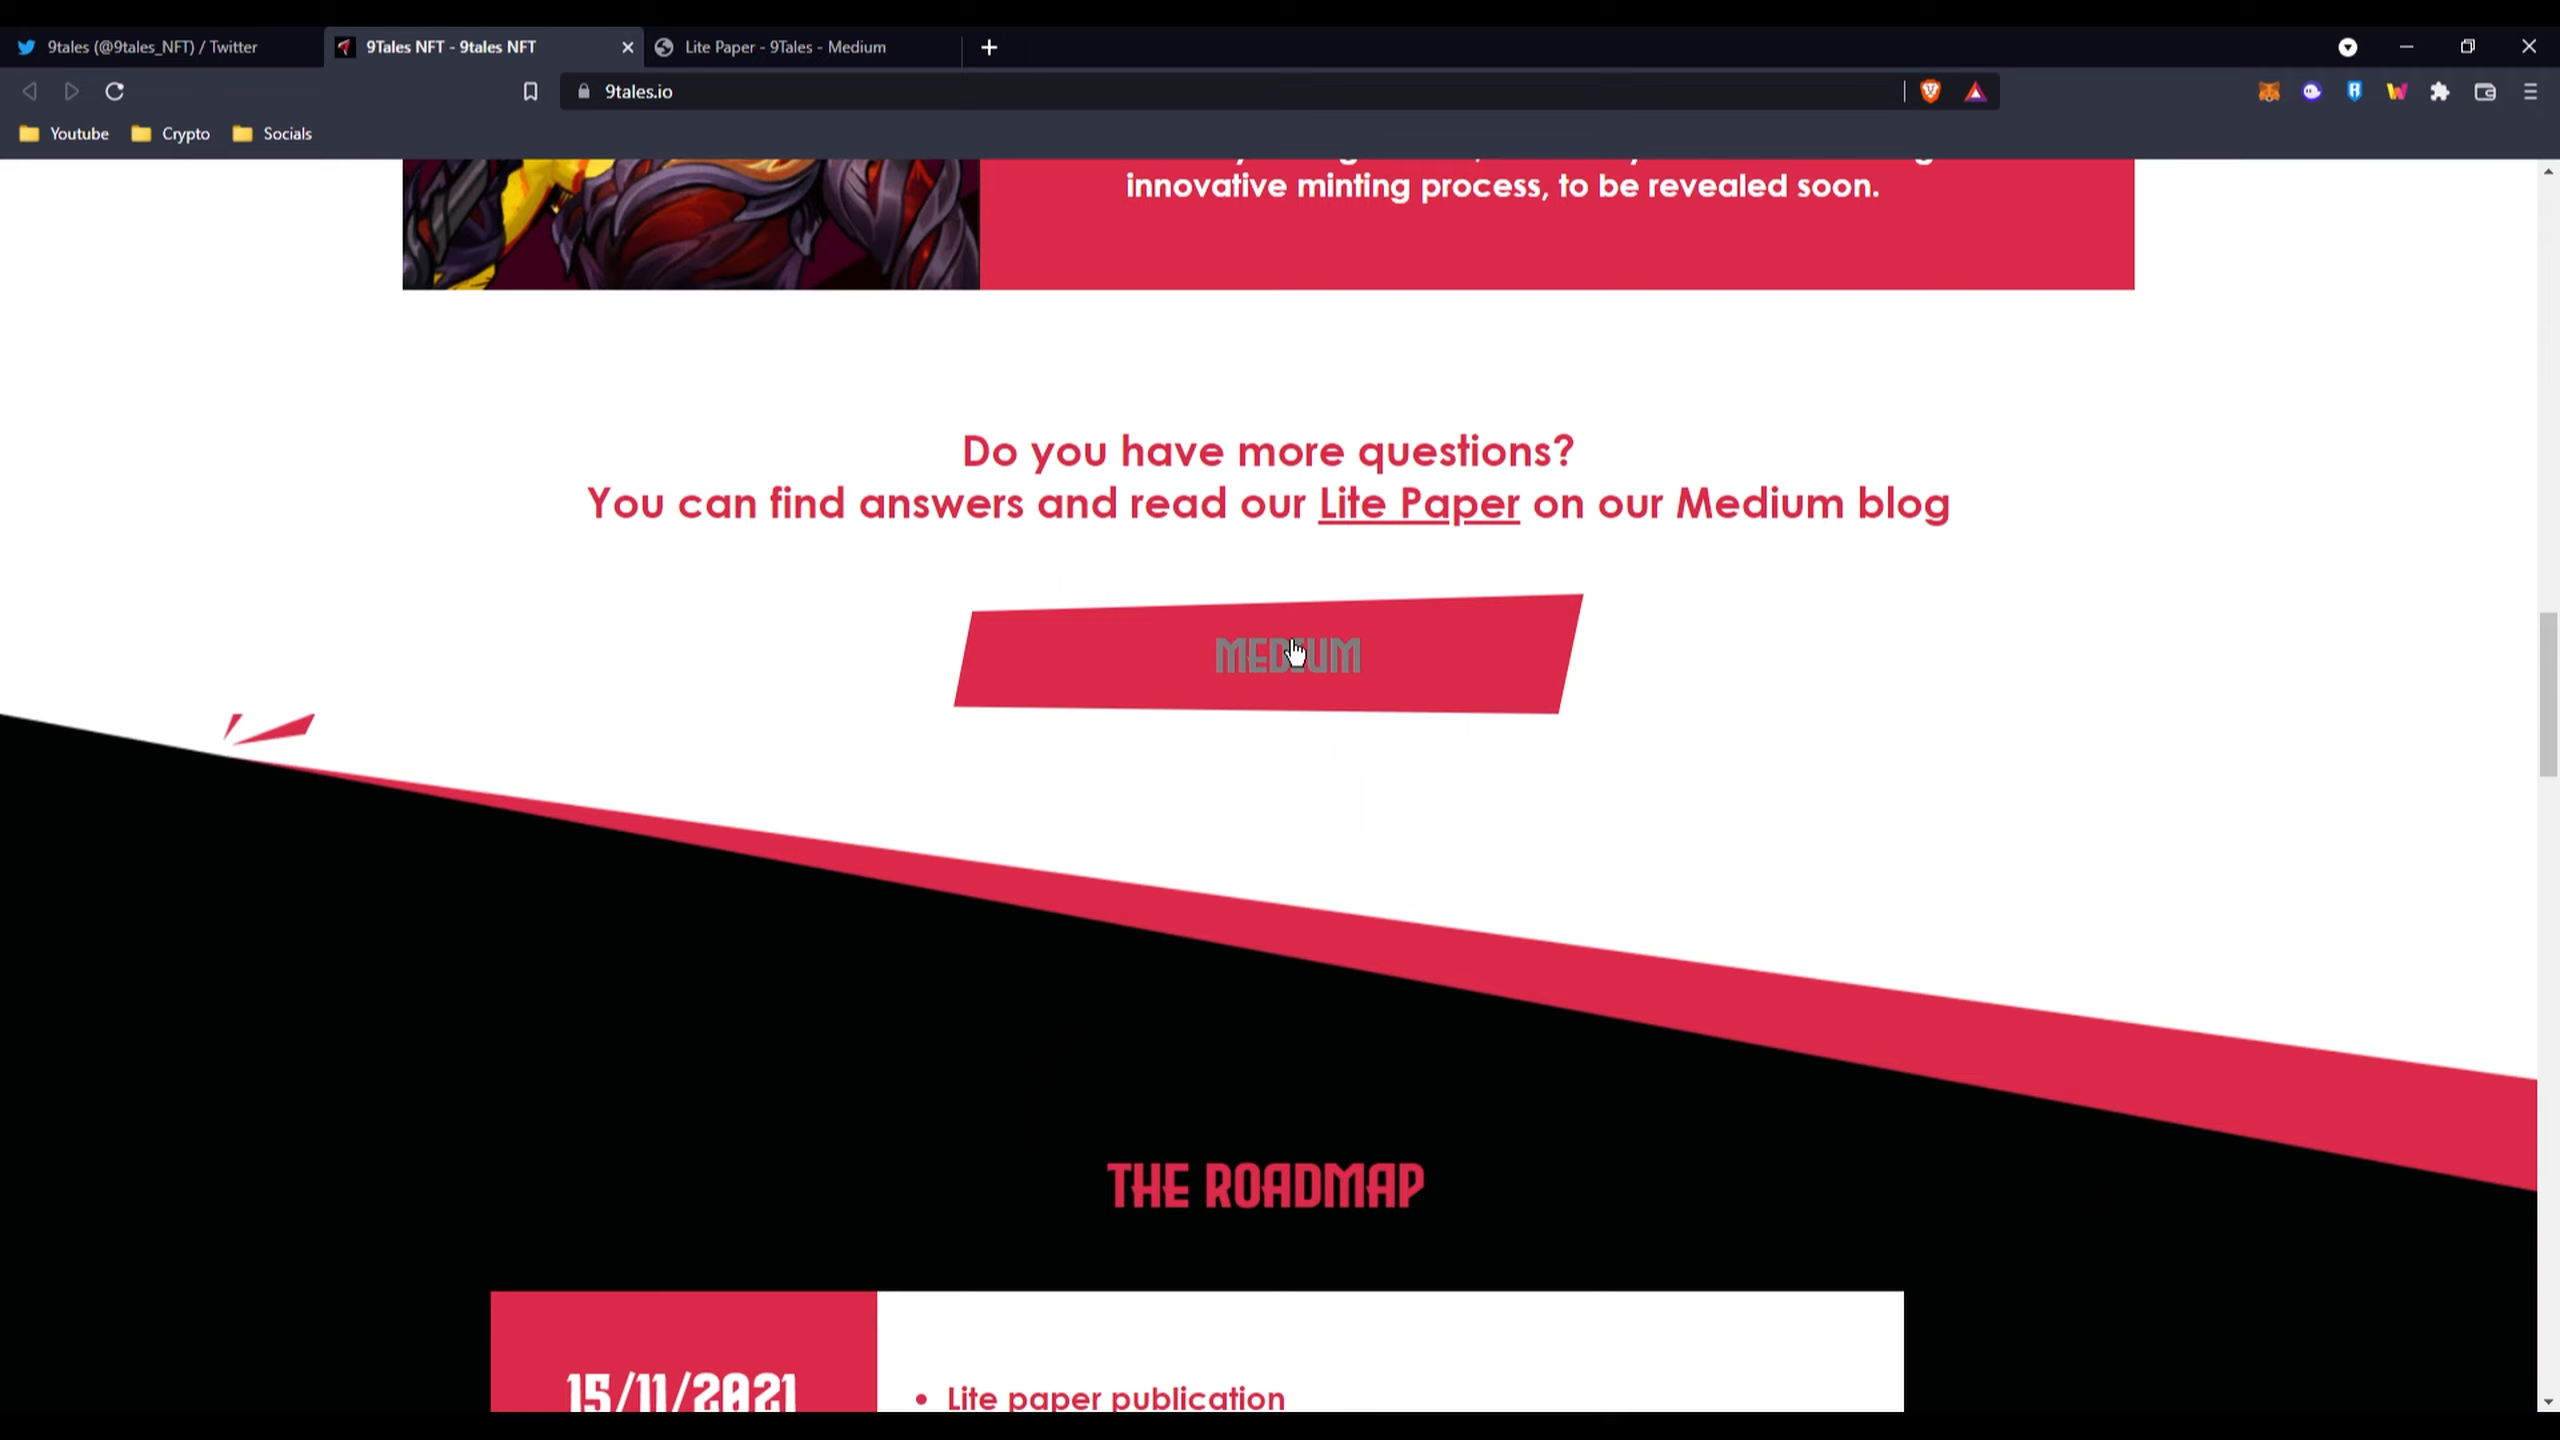 9tales (@9tales_NFT) / Twitter
9Tales NFT - 9tales NFT
Lite Paper - 9Tales - Medium
9tales.io
Youtube
Crypto
Socials
innovative minting process, to be revealed soon.
Do you have more questions?
You can find answers and read our Lite Paper on our Medium blog
MEDIUM
THE ROADMAP
15/11/2021
• Lite paper publication